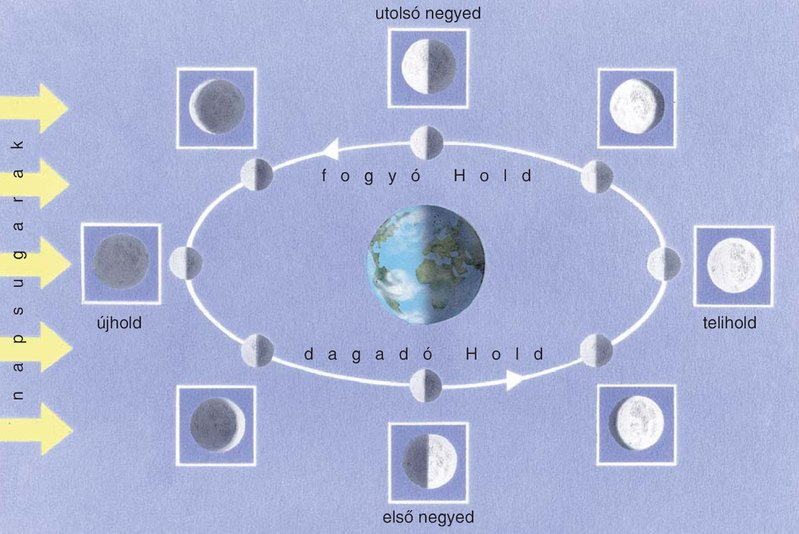 utolsó negyed
fogyó Hold
napsugarak
újhold
telihold
dagadó Hold
első negyed